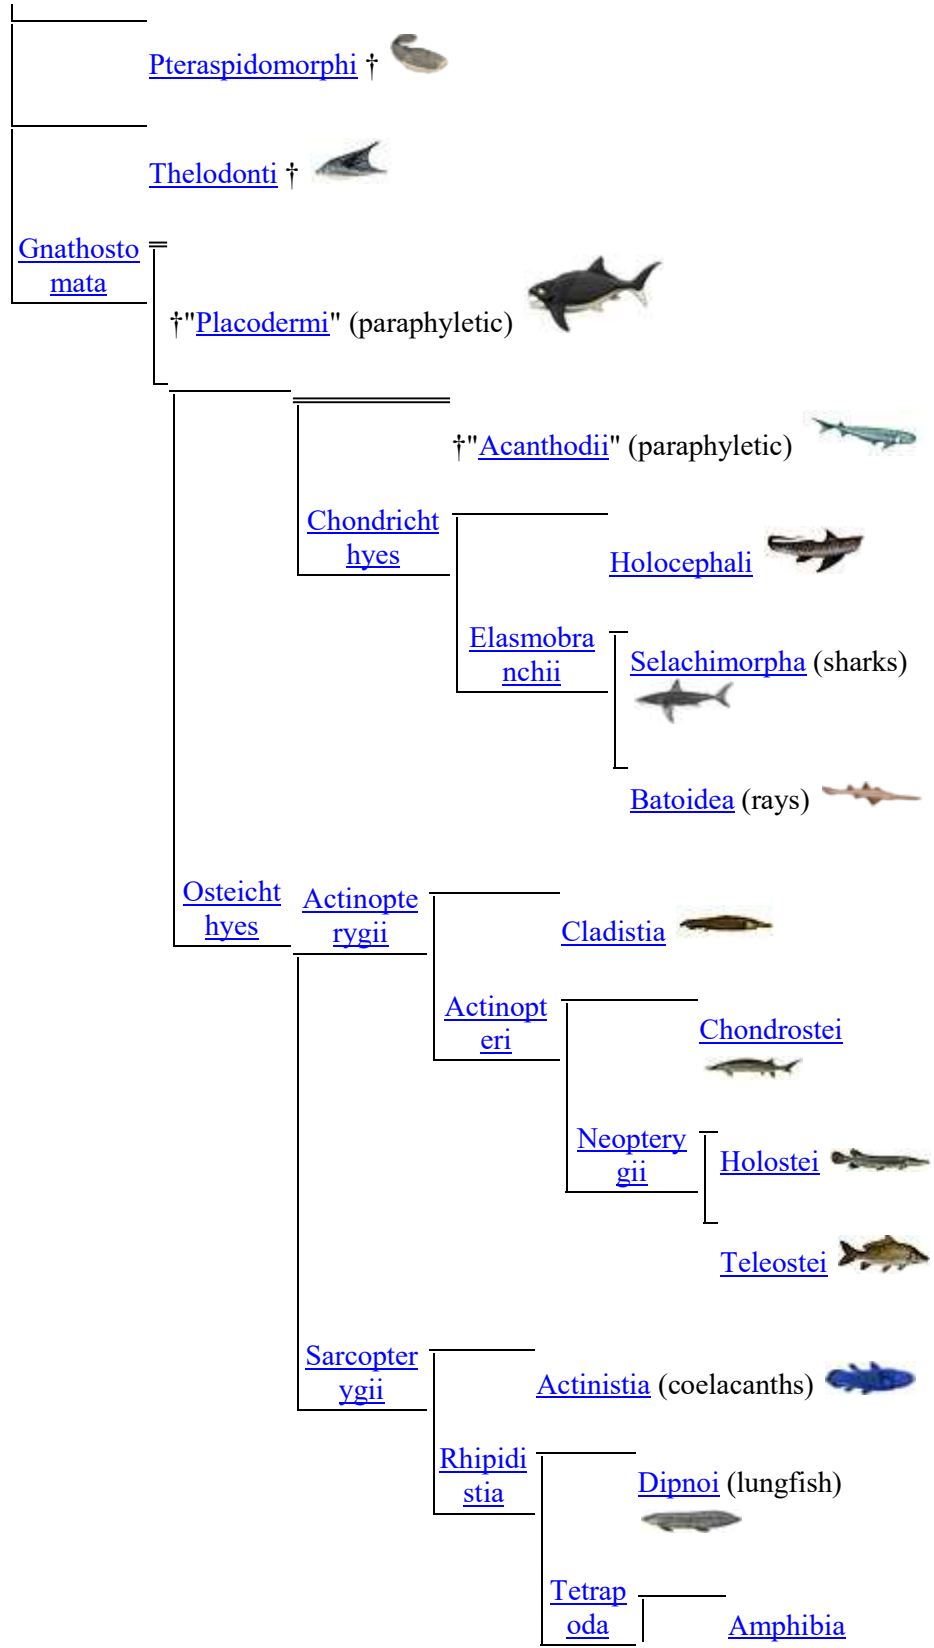 Pteraspidomorphi †
Thelodonti †
Gnathosto
mata
†"Placodermi" (paraphyletic)
†"Acanthodii" (paraphyletic)
Chondricht
hyes
Holocephali
Elasmobra
nchii
Selachimorpha (sharks)
Batoidea (rays)
Osteicht
hyes
Actinopte
rygii
Cladistia
Actinopt
eri
Chondrostei
Neoptery
gii
Holostei
Teleostei
Sarcopter
ygii
Actinistia (coelacanths)
Rhipidi
stia
Dipnoi (lungfish)
Tetrap
oda
Amphibia